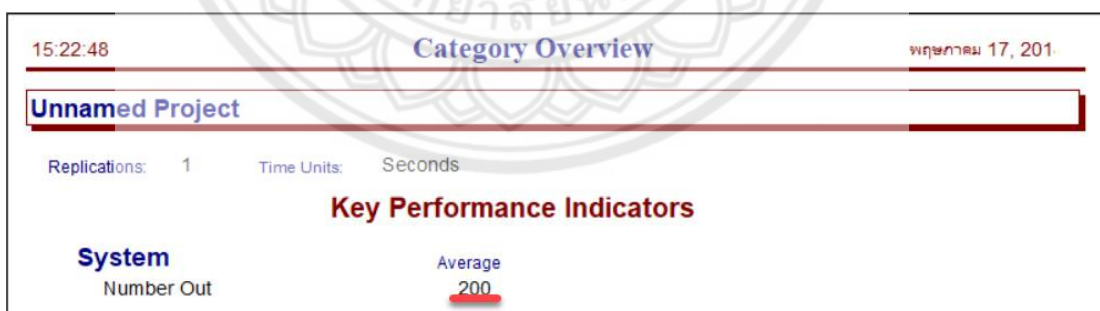 15:22:48 Category Overview พฤษภาคม 17, 201
Unnamed Project
Replications: 1 Time Units: Seconds
Key Performance Indicators
System Average
Number Out 200